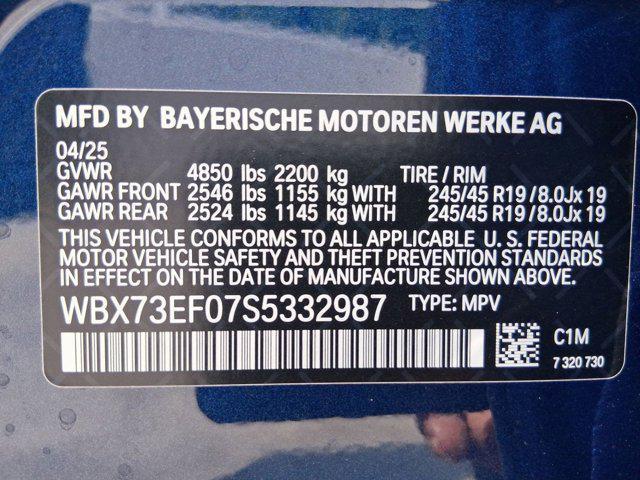 MFD BY BAYERISCHE MOTOREN WERKE AG
04/25
GVWR 4850 lbs 2200 kg TIRE / RIM
GAWR FRONT 2546 lbs 1155 kg WITH 245/45 R19 / 8.0Jx 19
GAWR REAR 2524 lbs 1145 kg WITH 245/45 R19 / 8.0Jx 19
THIS VEHICLE CONFORMS TO ALL APPLICABLE U. S. FEDERAL
MOTOR VEHICLE SAFETY AND THEFT PREVENTION STANDARDS
IN EFFECT ON THE DATE OF MANUFACTURE SHOWN ABOVE.
WBX73EF07S5332987 TYPE: MPV
C1M
7 320 730